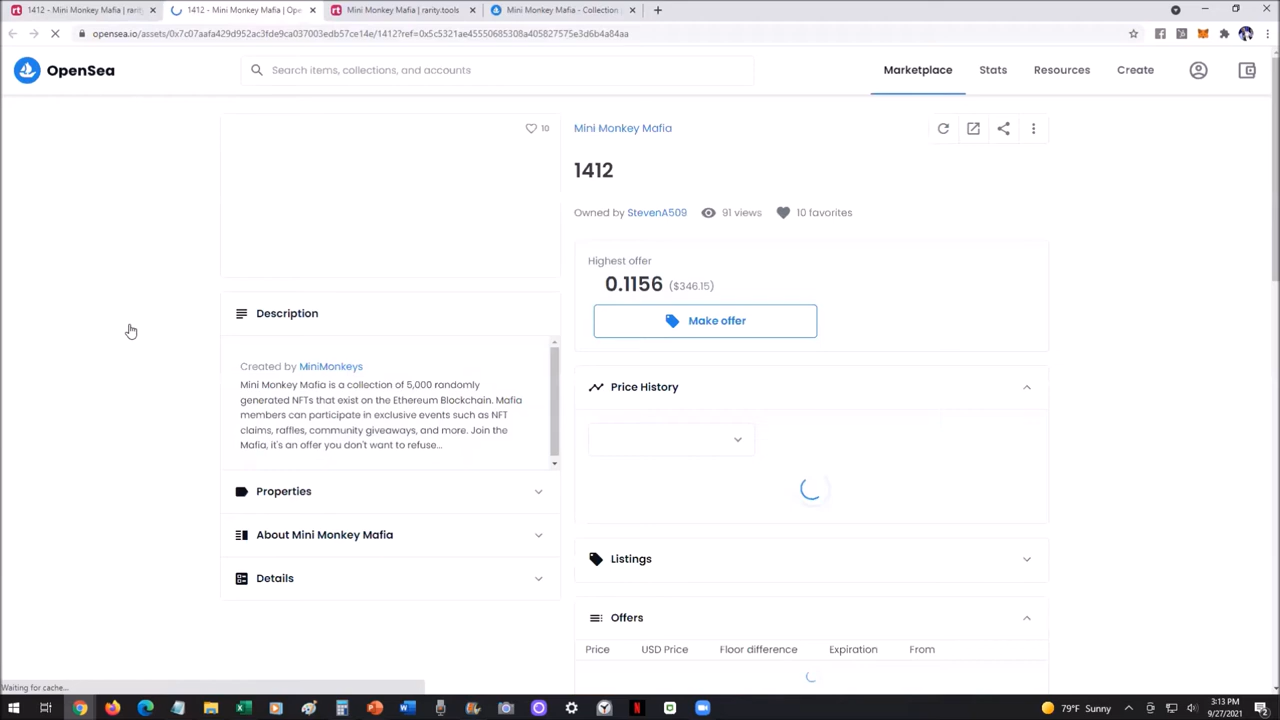 1412 - Mini Monkey Mafia | rarit
1412 - Mini Monkey Mafia | Ope
Mini Monkey Mafia | rarity.tools
Mini Monkey Mafia - Collection
opensea.io/assets/0x7c07aafa429d952ac3fde9ca037003edb57ce14e/1412?ref=0x5c5321ae45550685308a405827575e3d6b4a84aa
OpenSea
Search items, collections, and accounts
Marketplace
Stats
Resources
Create
10
Mini Monkey Mafia
1412
Owned by StevenA509
91 views
10 favorites
Highest offer
0.1156 ($346.15)
Make offer
Description
Created by MiniMonkeys
Mini Monkey Mafia is a collection of 5,000 randomly
generated NFTs that exist on the Ethereum Blockchain. Mafia
members can participate in exclusive events such as NFT
claims, raffles, community giveaways, and more. Join the
Mafia, it's an offer you don't want to refuse...
Properties
About Mini Monkey Mafia
Details
Price History
Listings
Offers
Price
USD Price
Floor difference
Expiration
From
Waiting for cache...
79°F Sunny
3:13 PM
9/27/2021
2